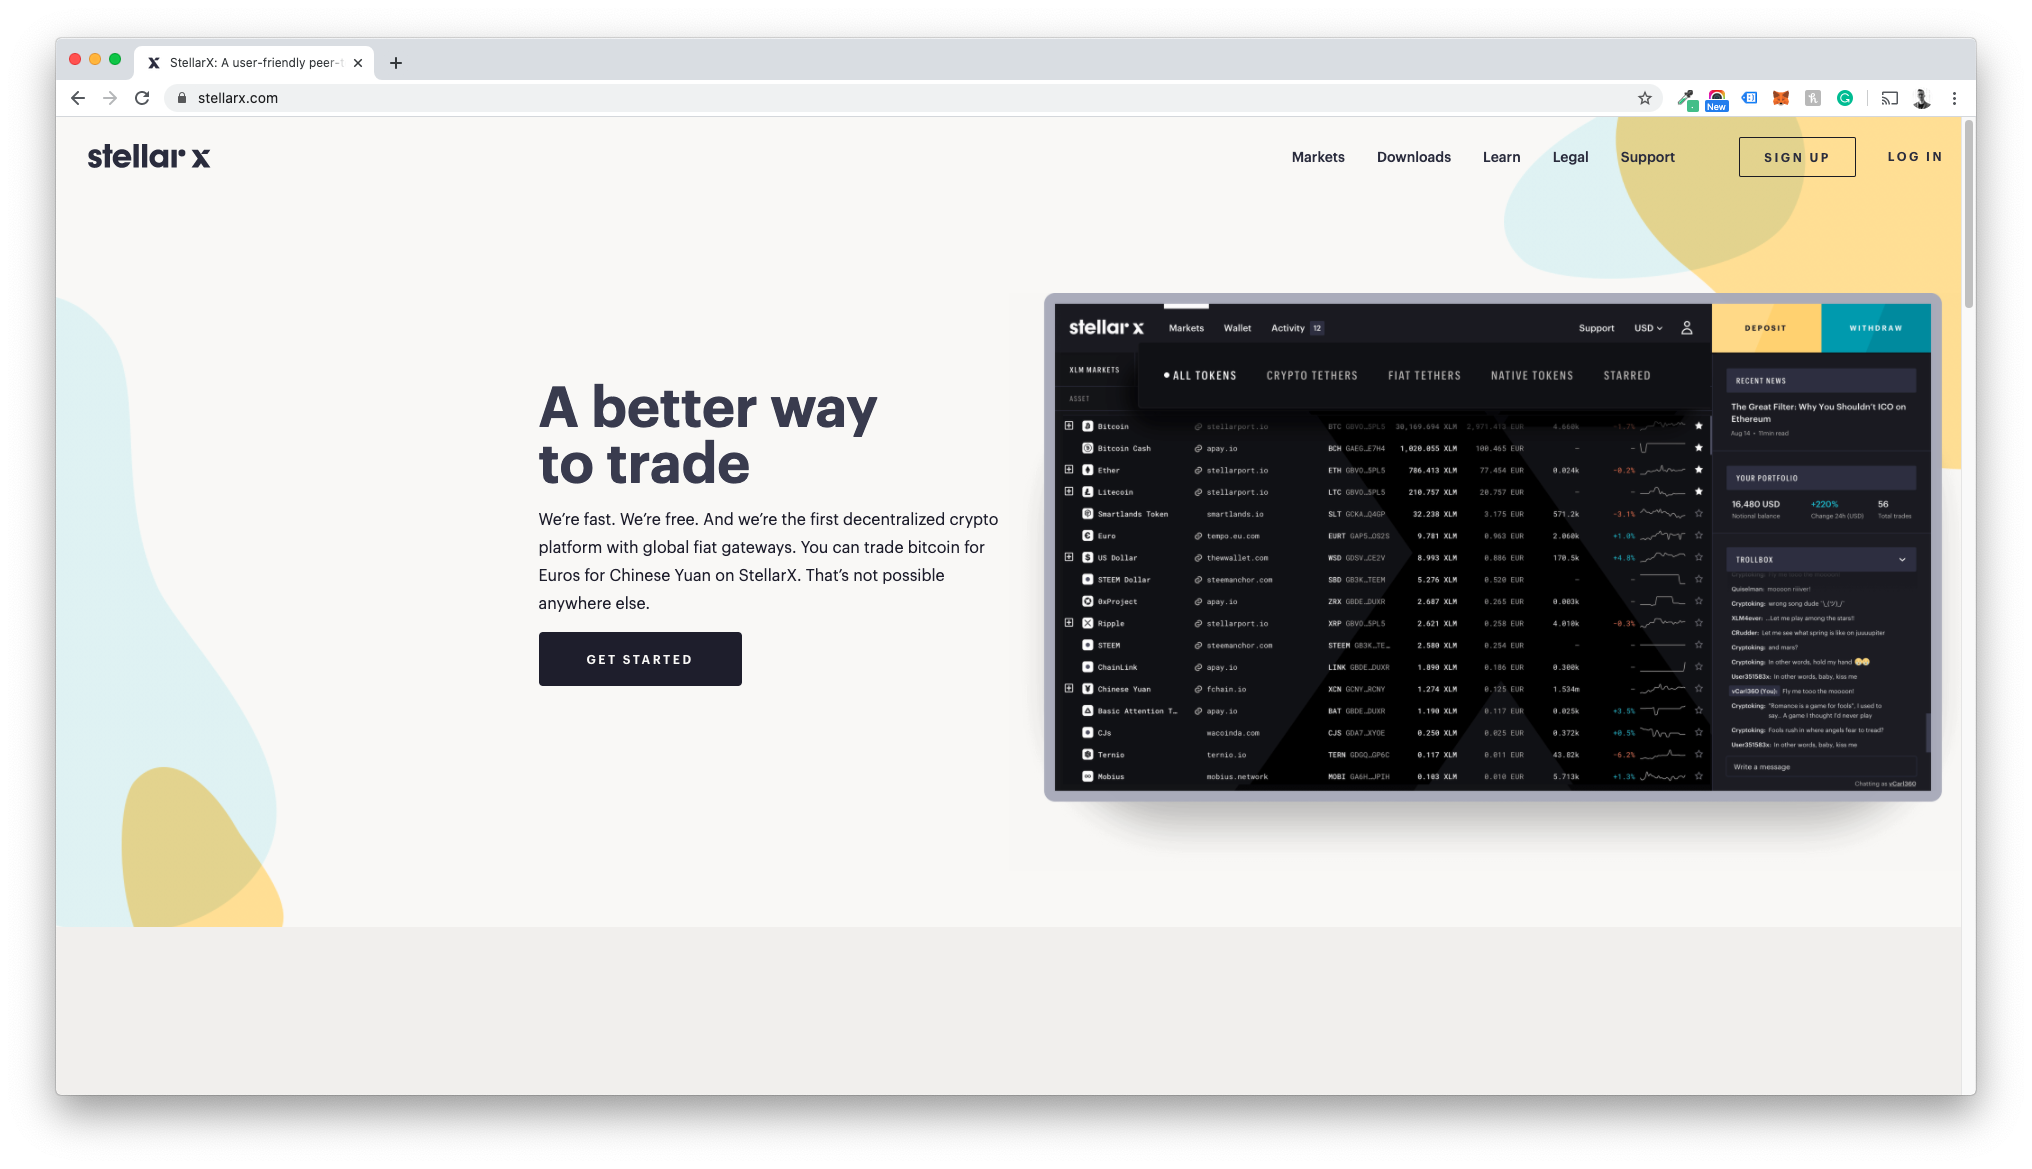 StellarX: A user-friendly peer-t
stellarx.com
New
stellar x
Markets Downloads Learn Legal Support SIGN UP LOG IN
A better way
to trade
We're fast. We're free. And we're the first decentralized crypto
platform with global fiat gateways. You can trade bitcoin for
Euros for Chinese Yuan on StellarX. That's not possible
anywhere else.
GET STARTED
stellar x Markets Wallet Activity 12 Support USD DEPOSIT WITHDRAW
XLM MARKETS ALL TOKENS CRYPTO TETHERS FIAT TETHERS NATIVE TOKENS STARRED
ASSET
Bitcoin stellarport.io BTC GBVG…SPL5 30,169.694 XLM 2,971.413 EUR 4.668k -1.7%
Bitcoin Cash apay.io BCH GAEG…E7H4 1,020.055 XLM 100.465 EUR – –
Ether stellarport.io ETH GBVO…SPL5 786.413 XLM 77.454 EUR 0.024k -0.2%
Litecoin stellarport.io LTC GBVO…SPL5 210.757 XLM 20.757 EUR – –
Smartlands Token smartlands.io SLT GCKA…Q4GP 32.238 XLM 3.175 EUR 571.2k -3.1%
Euro tempo.eu.com EURT GAP5…OS2S 9.781 XLM 0.963 EUR 2.060k +1.0%
US Dollar thewallet.com WSD GDSV…CE2V 8.993 XLM 0.886 EUR 170.5k +4.8%
STEEM Dollar steemanchor.com SBD GB3K…TEEM 5.276 XLM 0.520 EUR – –
0xProject apay.io ZRX GBDE…DUXR 2.687 XLM 0.265 EUR 0.003k –
Ripple stellarport.io XRP GBVO…SPL5 2.621 XLM 0.258 EUR 4.010k -0.3%
STEEM steemanchor.com STEEM GB3K…TE… 2.580 XLM 0.254 EUR – –
ChainLink apay.io LINK GBDE…DUXR 1.890 XLM 0.186 EUR 0.300k –
Chinese Yuan fchain.io XCN GCNY…RCNY 1.274 XLM 0.125 EUR 1.534m –
Basic Attention T… apay.io BAT GBDE…DUXR 1.190 XLM 0.117 EUR 0.025k +3.5%
CJs waccinda.com CJS GDA7…XYOE 0.250 XLM 0.025 EUR 0.372k +0.5%
Ternio ternio.io TERN GDGQ…QP6C 0.117 XLM 0.011 EUR 43.82k -6.2%
Mobius mobius.network MOBI GA6H…JPIH 0.103 XLM 0.010 EUR 5.713k +1.3%
RECENT NEWS
The Great Filter: Why You Shouldn't ICO on
Ethereum
Aug 14 • 11min read
YOUR PORTFOLIO
16,480 USD +220% 56
Notional balance Change 24h (USD) Total trades
TROLLBOX
Quiselman: moooon riiiver!
Cryptoking: wrong song dude ¯\_(ツ)_/¯
XLM4ever: ...Let me play among the stars!!
CRudder: Let me see what spring is like on juuuupiter
Cryptoking: and mars?
Cryptoking: In other words, hold my hand
User351583x: In other words, baby, kiss me
vCarl360 (You): Fly me tooo the maooon!
Cryptoking: "Romance is a game for fools", I used to
say.. A game I thought I'd never play
Cryptoking: Fools rush in where angels fear to tread?
User351583x: In other words, baby, kiss me
Write a message
Chatting as vCarl360